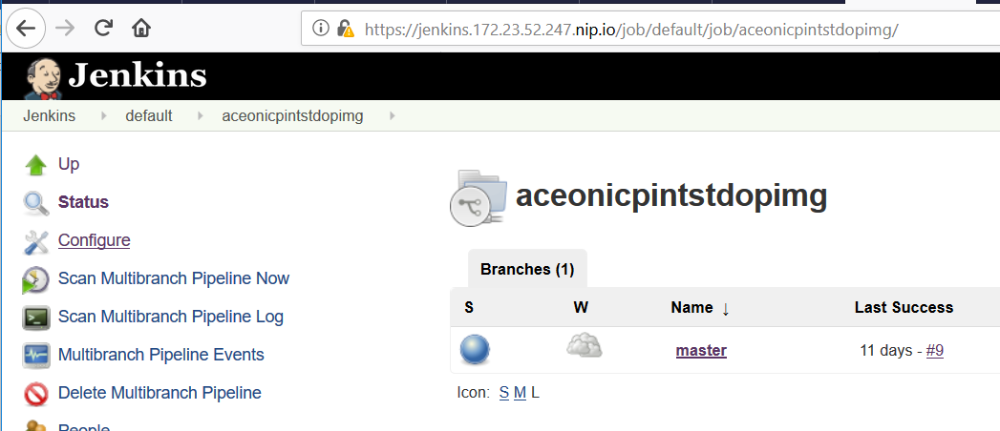 https://jenkins.172.23.52.247.nip.io/job/default/job/aceonicpintstdopimg/
Jenkins
Jenkins default aceonicpintstdopimg
Up
Status
Configure
Scan Multibranch Pipeline Now
Scan Multibranch Pipeline Log
Multibranch Pipeline Events
Delete Multibranch Pipeline
People
aceonicpintstdopimg
Branches (1)
S W Name ↓ Last Success
master 11 days - #9
Icon: S M L